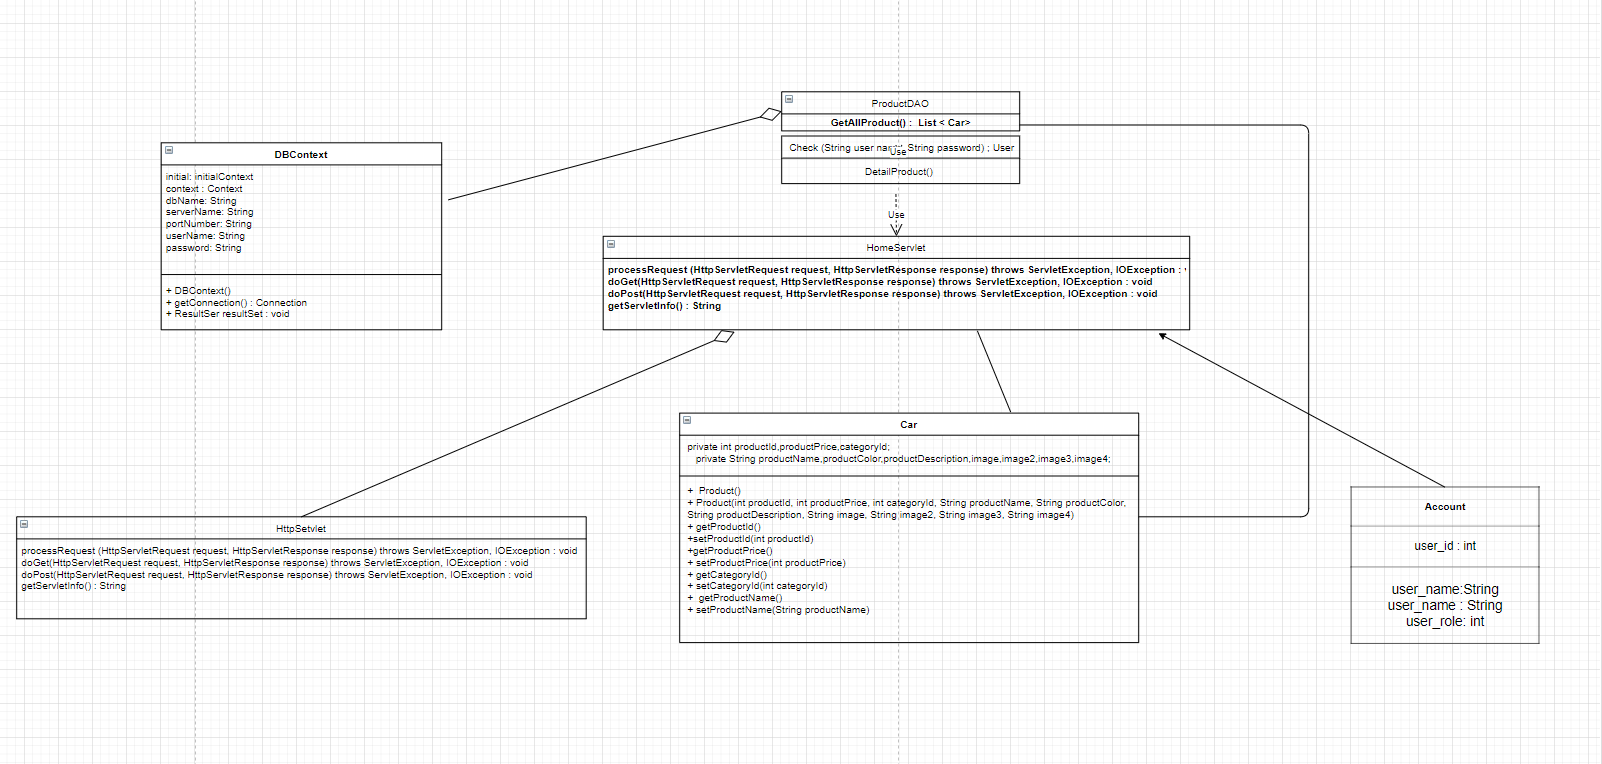 ProductDAO
GetAllProduct() :  List < Car>
Check (String user name, String password) ; User
Use
DetailProduct()
Use
DBContext
initial: initialContext
context : Context
dbName: String
serverName: String
portNumber: String
userName: String
password: String
+ DBContext()
+ getConnection() : Connection
+ ResultSer resultSet : void
HomeServlet
processRequest (HttpServletRequest request, HttpServletResponse response) throws ServletException, IOException :
doGet(HttpServletRequest request, HttpServletResponse response) throws ServletException, IOException : void
doPost(HttpServletRequest request, HttpServletResponse response) throws ServletException, IOException : void
getServletInfo() : String
Car
private int productId,productPrice,categoryId;
private String productName,productColor,productDescription,image,image2,image3,image4;
+  Product()
+ Product(int productId, int productPrice, int categoryId, String productName, String productColor,
String productDescription, String image, String image2, String image3, String image4)
+ getProductId()
+setProductId(int productId)
+getProductPrice()
+ setProductPrice(int productPrice)
+ getCategoryId()
+ setCategoryId(int categoryId)
+  getProductName()
+ setProductName(String productName)
HttpSetvlet
processRequest (HttpServletRequest request, HttpServletResponse response) throws ServletException, IOException : void
doGet(HttpServletRequest request, HttpServletResponse response) throws ServletException, IOException : void
doPost(HttpServletRequest request, HttpServletResponse response) throws ServletException, IOException : void
getServletInfo() : String
Account
user_id : int
user_name:String
user_name : String
user_role: int